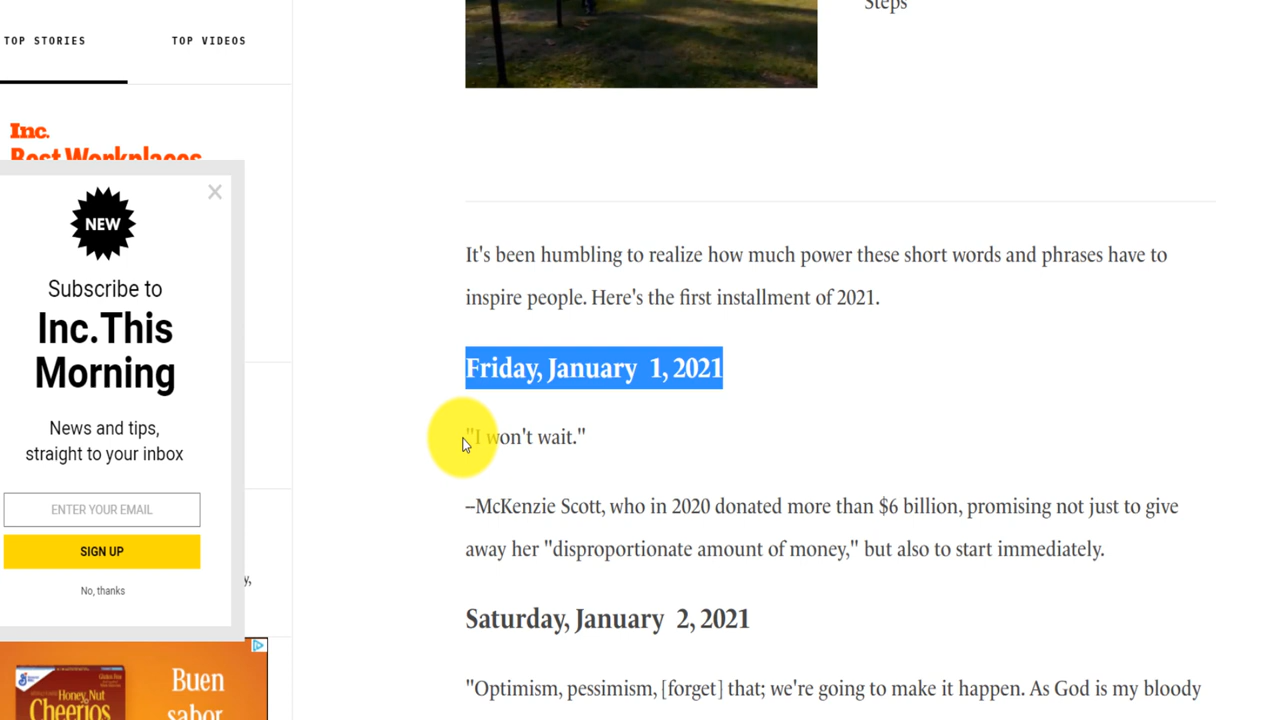 Steps
TOP STORIES
TOP VIDEOS
Inc.
Best Workplaces
NEW
Subscribe to
Inc.This
Morning
News and tips,
straight to your inbox
ENTER YOUR EMAIL
SIGN UP
No, thanks
y,
Honey Nut
Cheerios
Buen
sabor
It's been humbling to realize how much power these short words and phrases have to
inspire people. Here's the first installment of 2021.
Friday, January 1, 2021
"I won't wait."
--McKenzie Scott, who in 2020 donated more than $6 billion, promising not just to give
away her "disproportionate amount of money," but also to start immediately.
Saturday, January 2, 2021
"Optimism, pessimism, [forget] that; we're going to make it happen. As God is my bloody